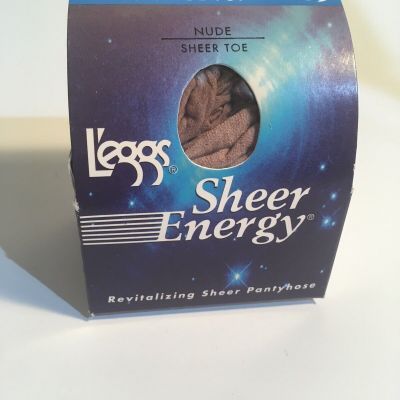 NUDE
SHEER TOE
L'eggs®
Sheer
Energy®
Revitalizing Sheer Pantyhose